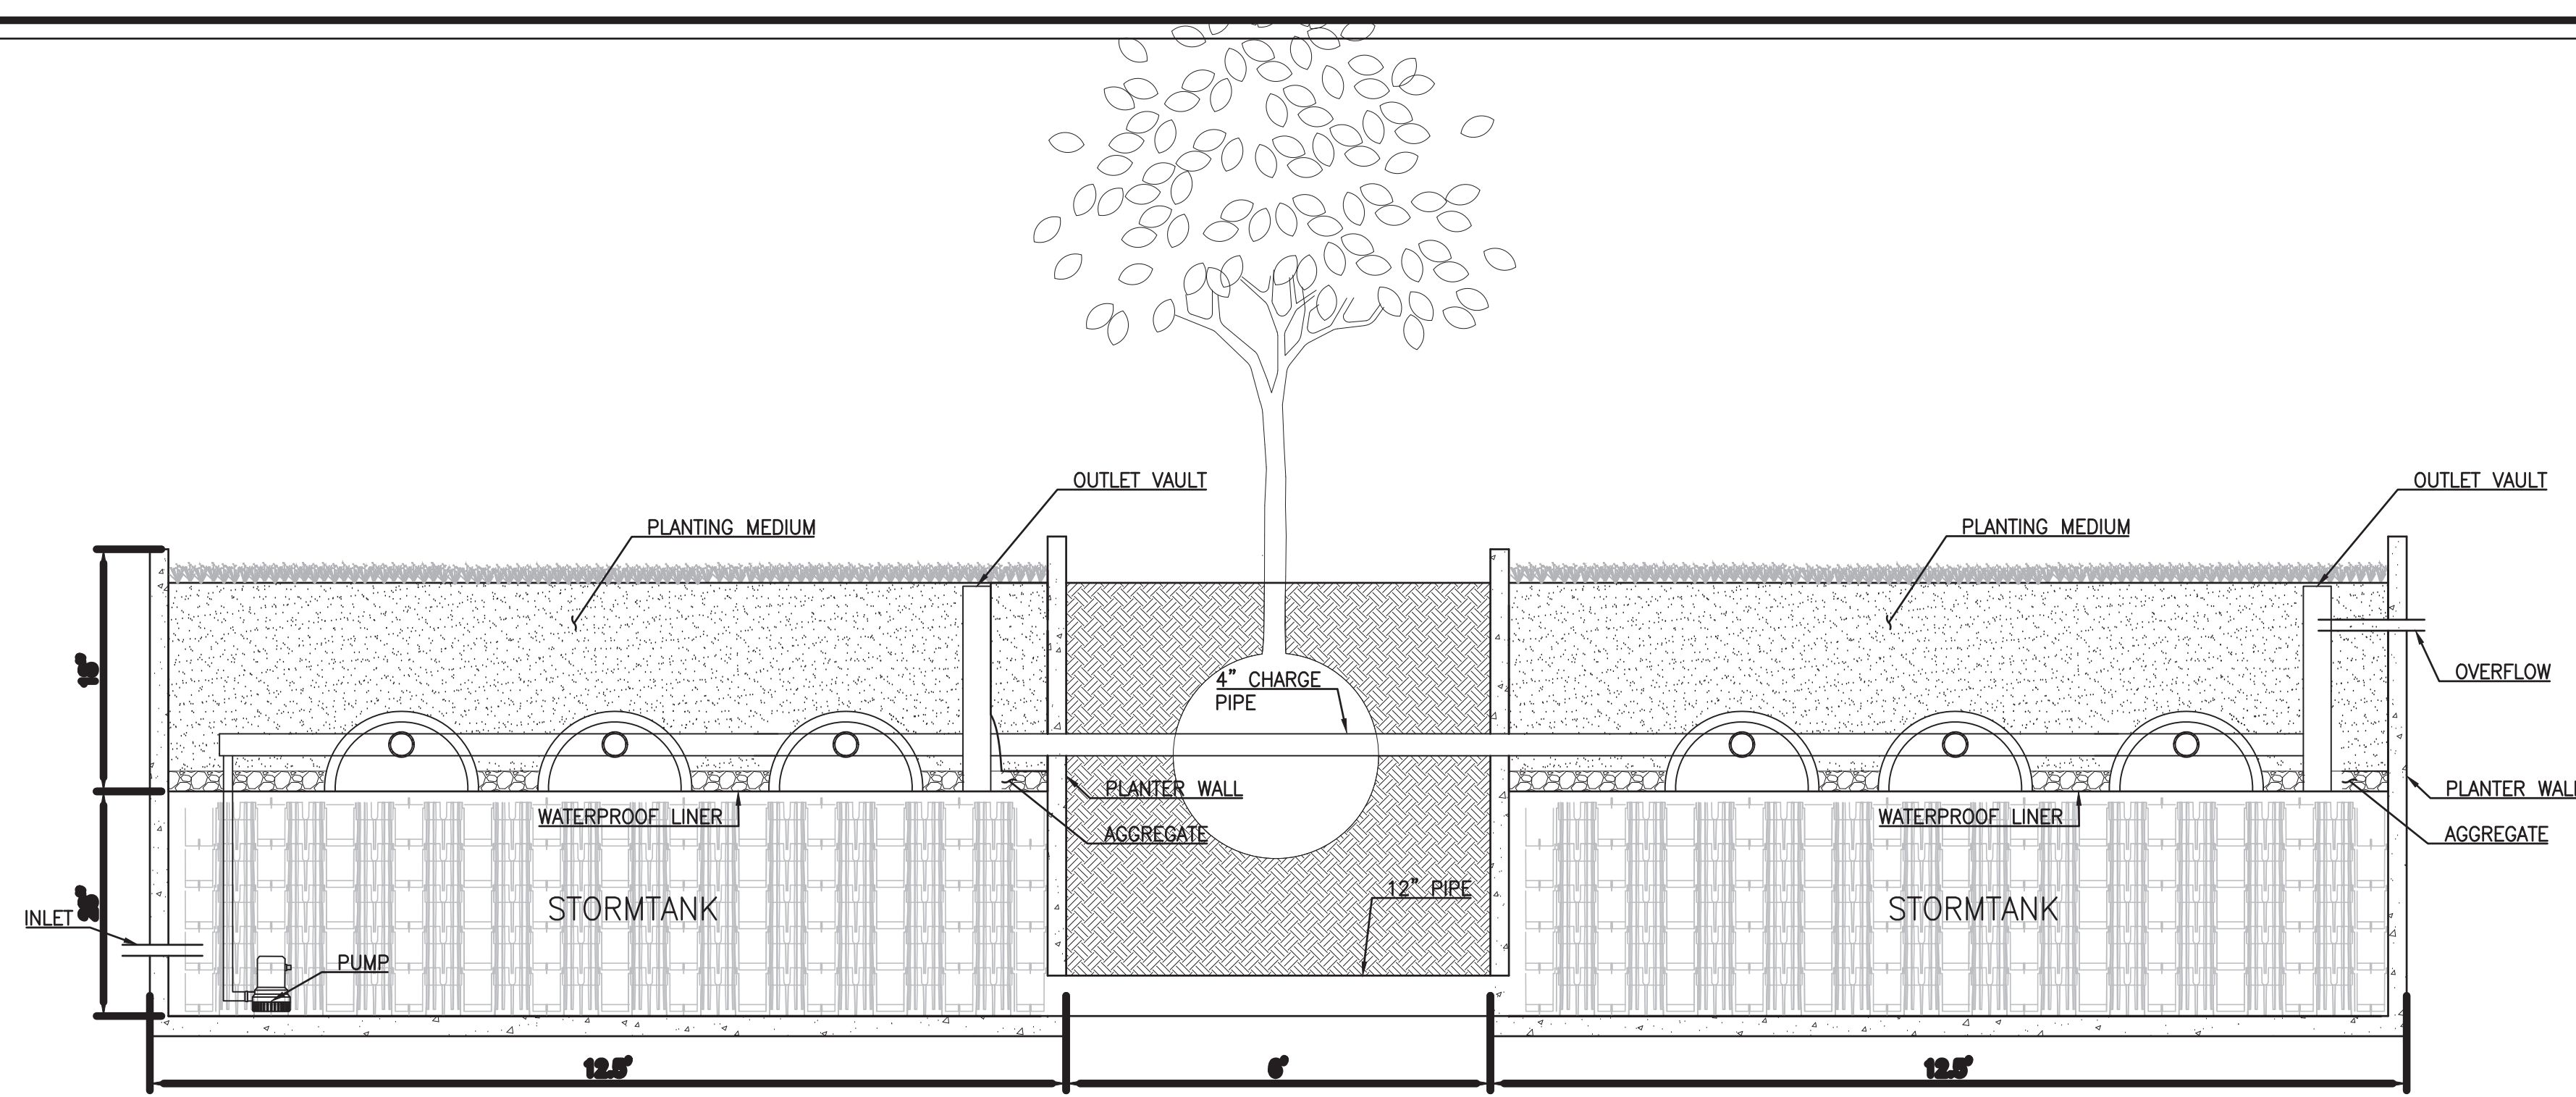 OUTLET VAULT
OUTLET VAULT
PLANTING MEDIUM
PLANTING MEDIUM
OVERFLOW
4" CHARGE
PIPE
PLANTER WALL
PLANTER WALL
WATERPROOF LINER
WATERPROOF LINER
AGGREGATE
AGGREGATE
12" PIPE
STORMTANK
STORMTANK
INLET
PUMP
12.5'
6'
12.5'